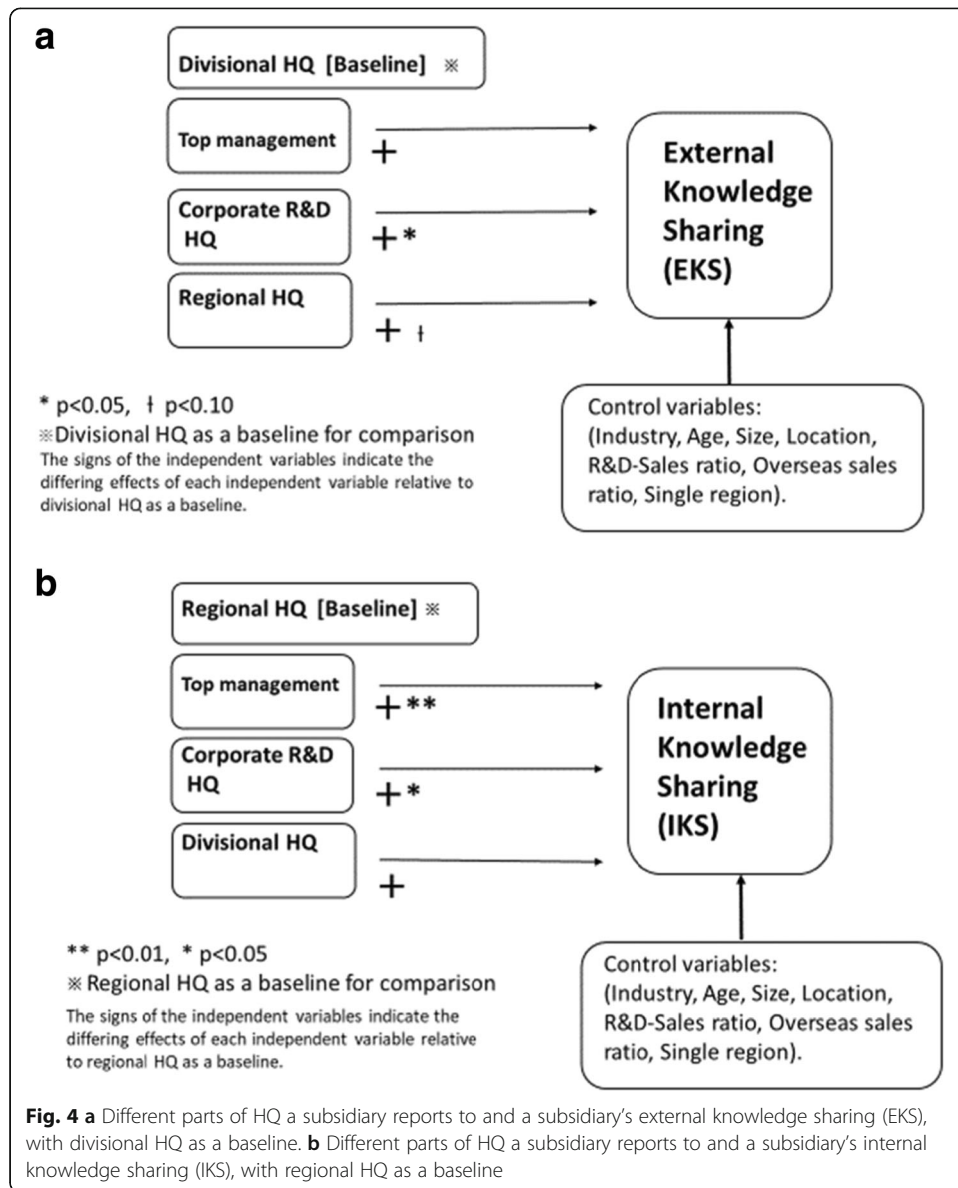 a
Divisional HQ [Baseline] ※
Top management
+
Corporate R&D
HQ
+*
Regional HQ
+ ƚ
External
Knowledge
Sharing
(EKS)
* p<0.05, ƚ p<0.10
※Divisional HQ as a baseline for comparison
The signs of the independent variables indicate the
differing effects of each independent variable relative to
divisional HQ as a baseline.
Control variables:
(Industry, Age, Size, Location,
R&D-Sales ratio, Overseas sales
ratio, Single region).
b
Regional HQ [Baseline] ※
Top management
+**
Corporate R&D
HQ
+*
Divisional HQ
+
Internal
Knowledge
Sharing
(IKS)
** p<0.01, * p<0.05
※ Regional HQ as a baseline for comparison
The signs of the independent variables indicate the
differing effects of each independent variable relative
to regional HQ as a baseline.
Control variables:
(Industry, Age, Size, Location,
R&D-Sales ratio, Overseas sales
ratio, Single region).
Fig. 4 a Different parts of HQ a subsidiary reports to and a subsidiary's external knowledge sharing (EKS),
with divisional HQ as a baseline. b Different parts of HQ a subsidiary reports to and a subsidiary's internal
knowledge sharing (IKS), with regional HQ as a baseline